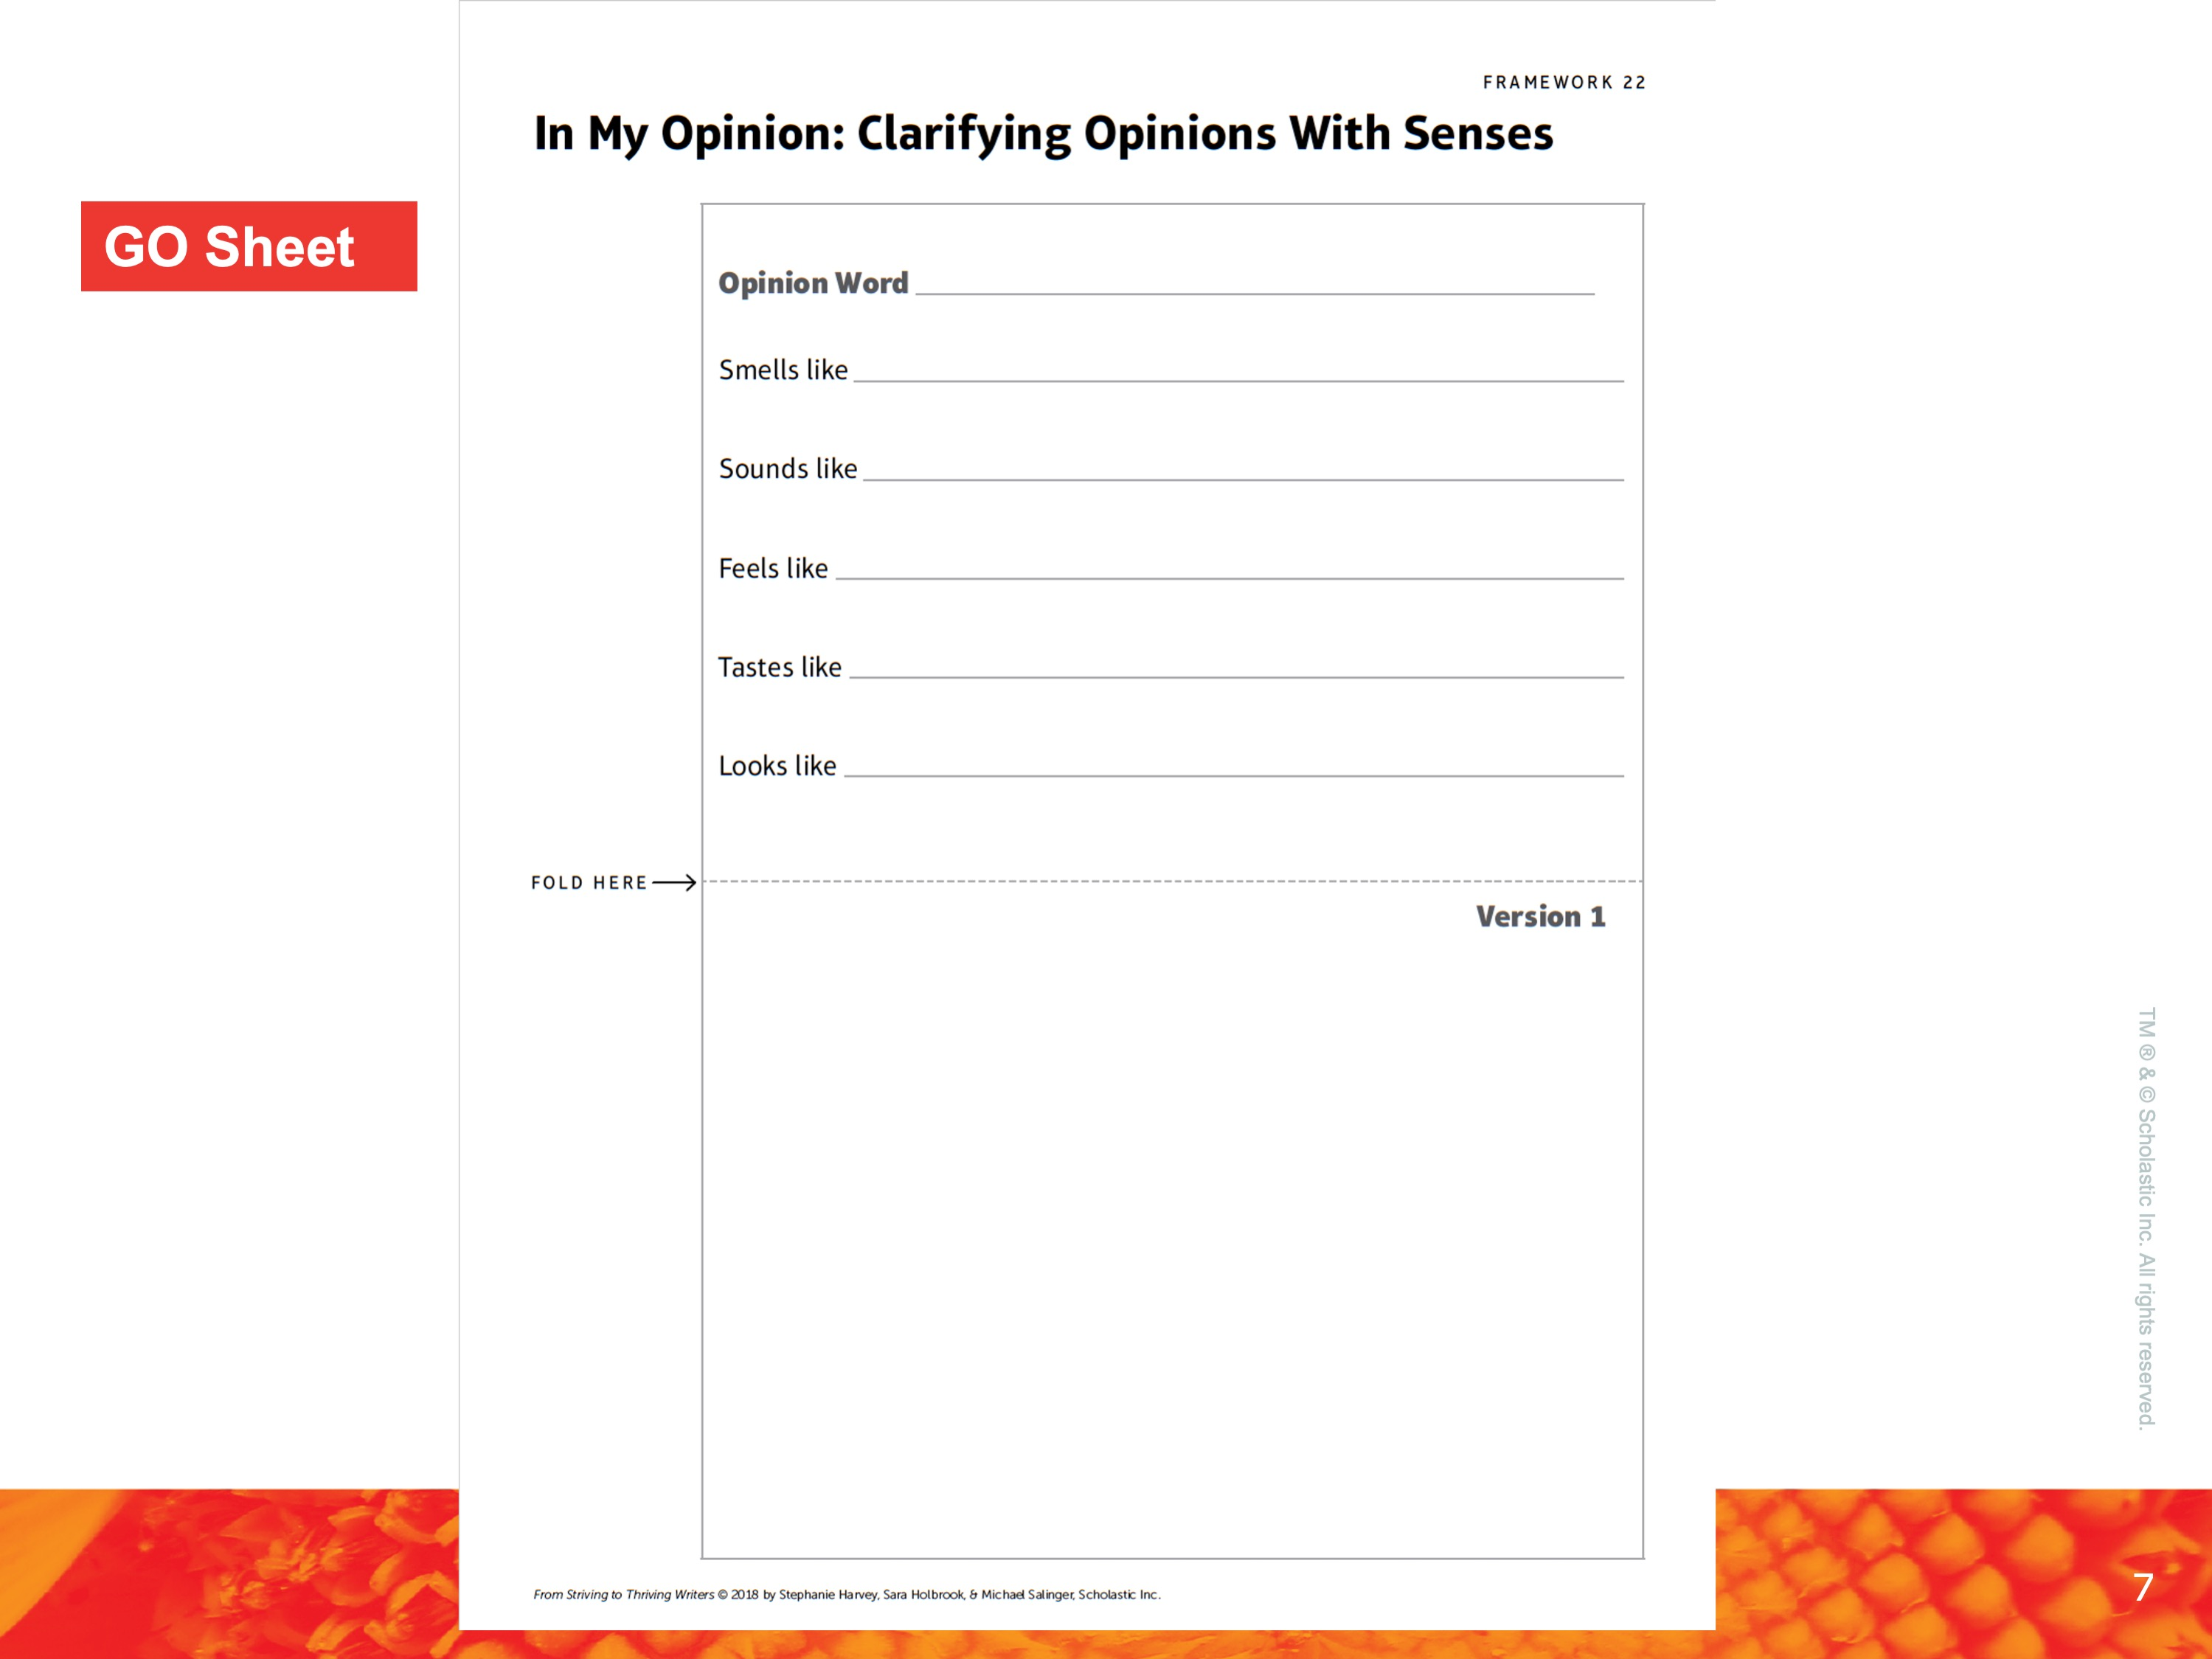 FRAMEWORK 22
In My Opinion: Clarifying Opinions With Senses
GO Sheet
Opinion Word
Smells like
Sounds like
Feels like
Tastes like
Looks like
FOLD HERE
Version 1
From Striving to Thriving Writers © 2018 by Stephanie Harvey, Sara Holbrook, & Michael Salinger, Scholastic Inc.
TM ® & © Scholastic Inc. All rights reserved.
7